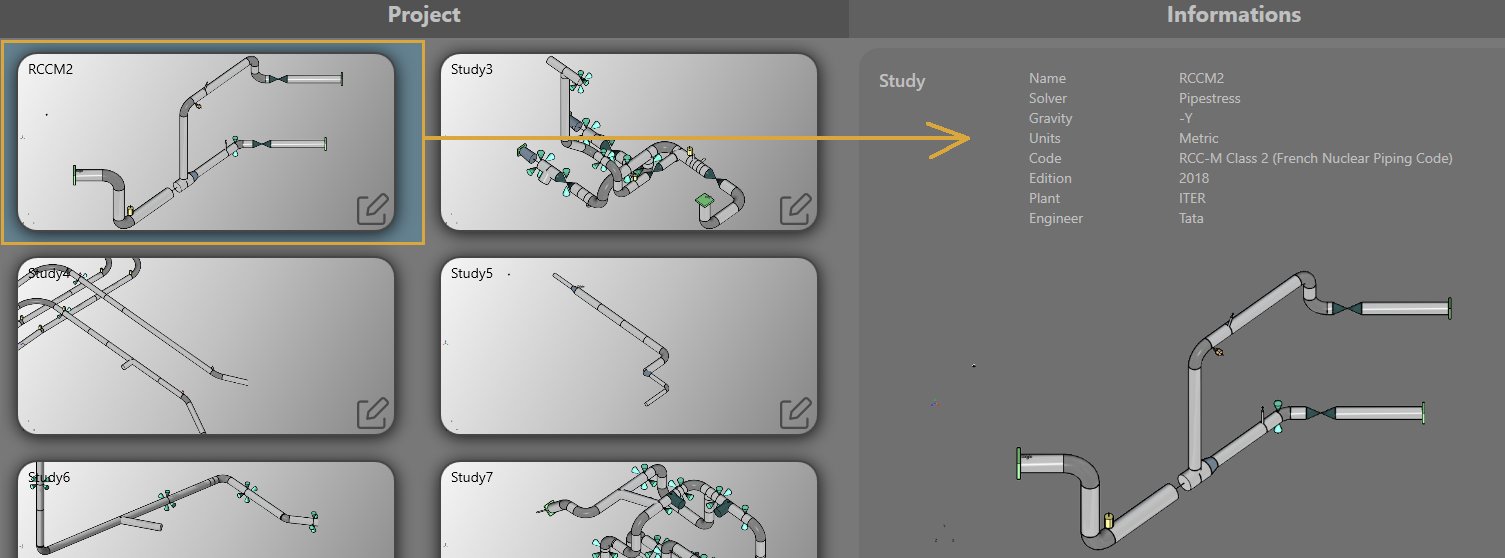 Project
Informations
RCCM2
Study3
Study4
Study5
Study6
Study7
Study
Name RCCM2
Solver Pipestress
Gravity -Y
Units Metric
Code RCC-M Class 2 (French Nuclear Piping Code)
Edition 2018
Plant ITER
Engineer Tata